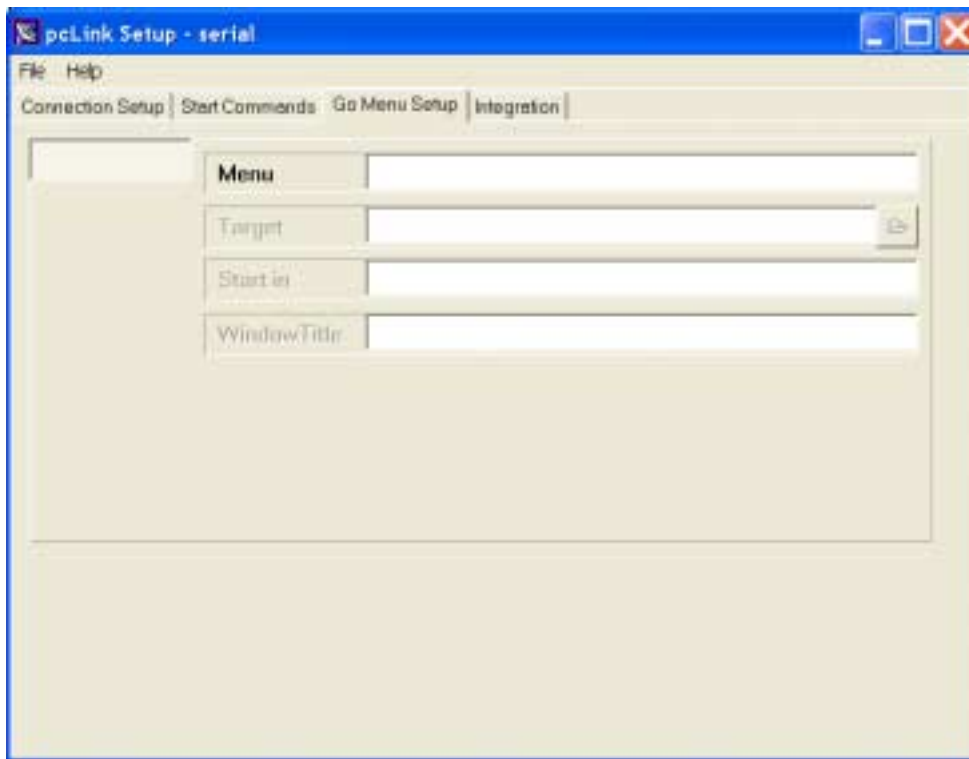 pcLink Setup - serial
File Help
Connection Setup Start Commands Go Menu Setup Integration
Menu
Target
Start in
WindowTitle